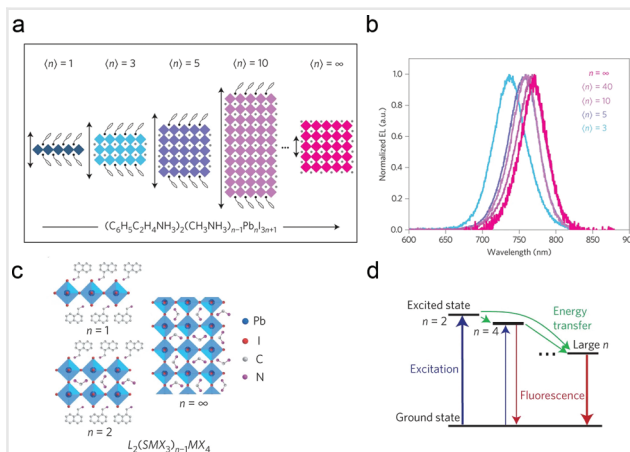 a
⟨n⟩ = 1 ⟨n⟩ = 3 ⟨n⟩ = 5 ⟨n⟩ = 10 ⟨n⟩ = ∞
...
(C₆H₅C₂H₄NH₃)₂(CH₃NH₃)ₙ₋₁PbₙI₃ₙ₊₁
b
Normalized EL (a.u.)
1.0
0.8
0.6
0.4
0.2
0.0
n = ∞
⟨n⟩ = 40
⟨n⟩ = 10
⟨n⟩ = 5
⟨n⟩ = 3
600 700 750 800 850 900
Wavelength (nm)
c
n = 1
n = 2
n = ∞
Pb
I
C
N
L₂(SMX₃)ₙ₋₁MX₄
d
Excited state
n = 2
n = 4
Energy
transfer
...
Large n
Excitation
Fluorescence
Ground state